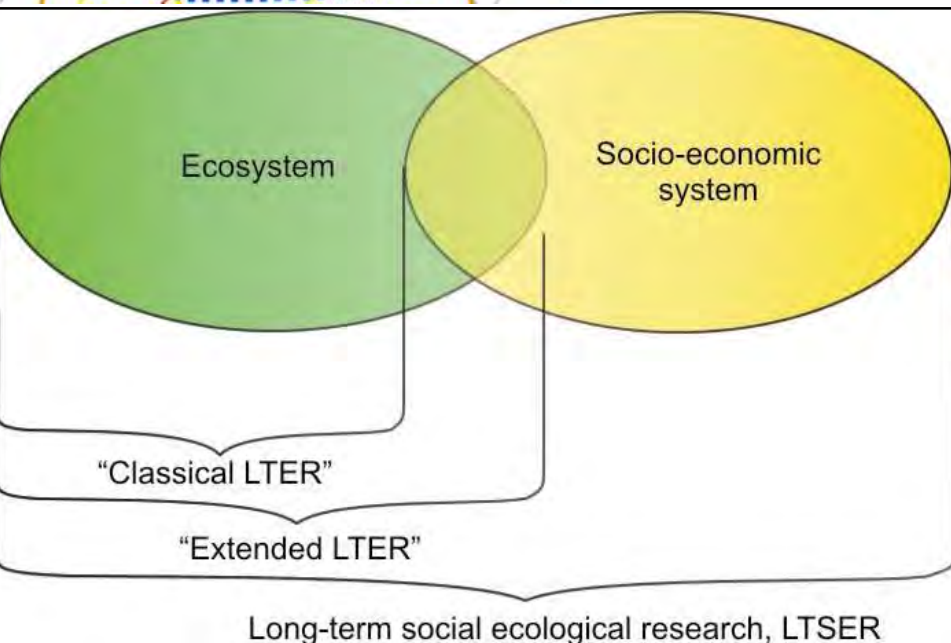 Ecosystem
Socio-economic
system
“Classical LTER”
“Extended LTER”
Long-term social ecological research, LTSER